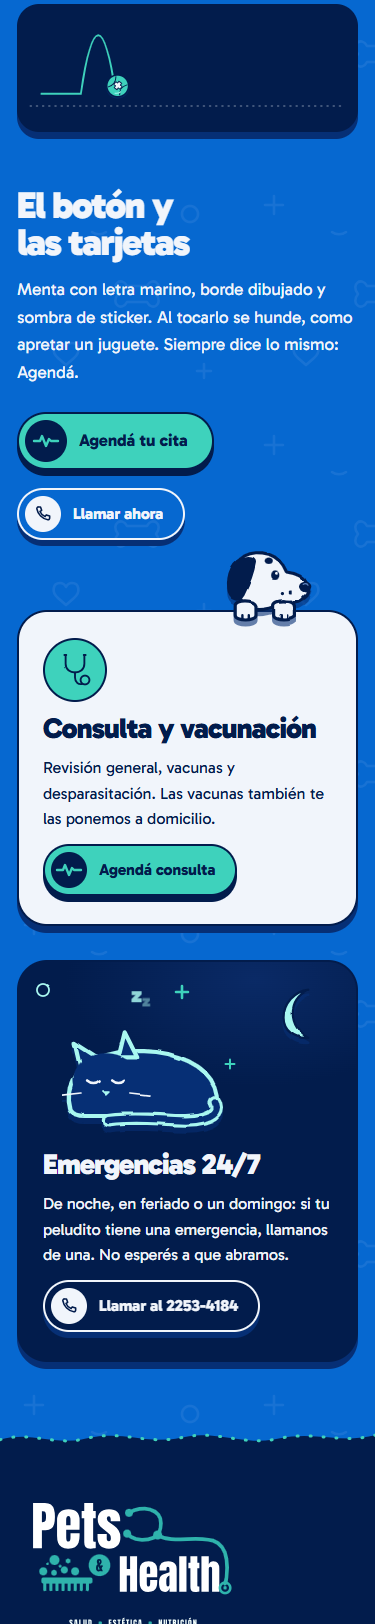 El botón y
las tarjetas
Menta con letra marino, borde dibujado y
sombra de sticker. Al tocarlo se hunde, como
apretar un juguete. Siempre dice lo mismo:
Agendá.
Agendá tu cita
Llamar ahora
Consulta y vacunación
Revisión general, vacunas y
desparasitación. Las vacunas también te
las ponemos a domicilio.
Agendá consulta
z z
Emergencias 24/7
De noche, en feriado o un domingo: si tu
peludito tiene una emergencia, llamanos
de una. No esperés a que abramos.
Llamar al 2253-4184
Pets
& Health
SALUD • ESTÉTICA • NUTRICIÓN